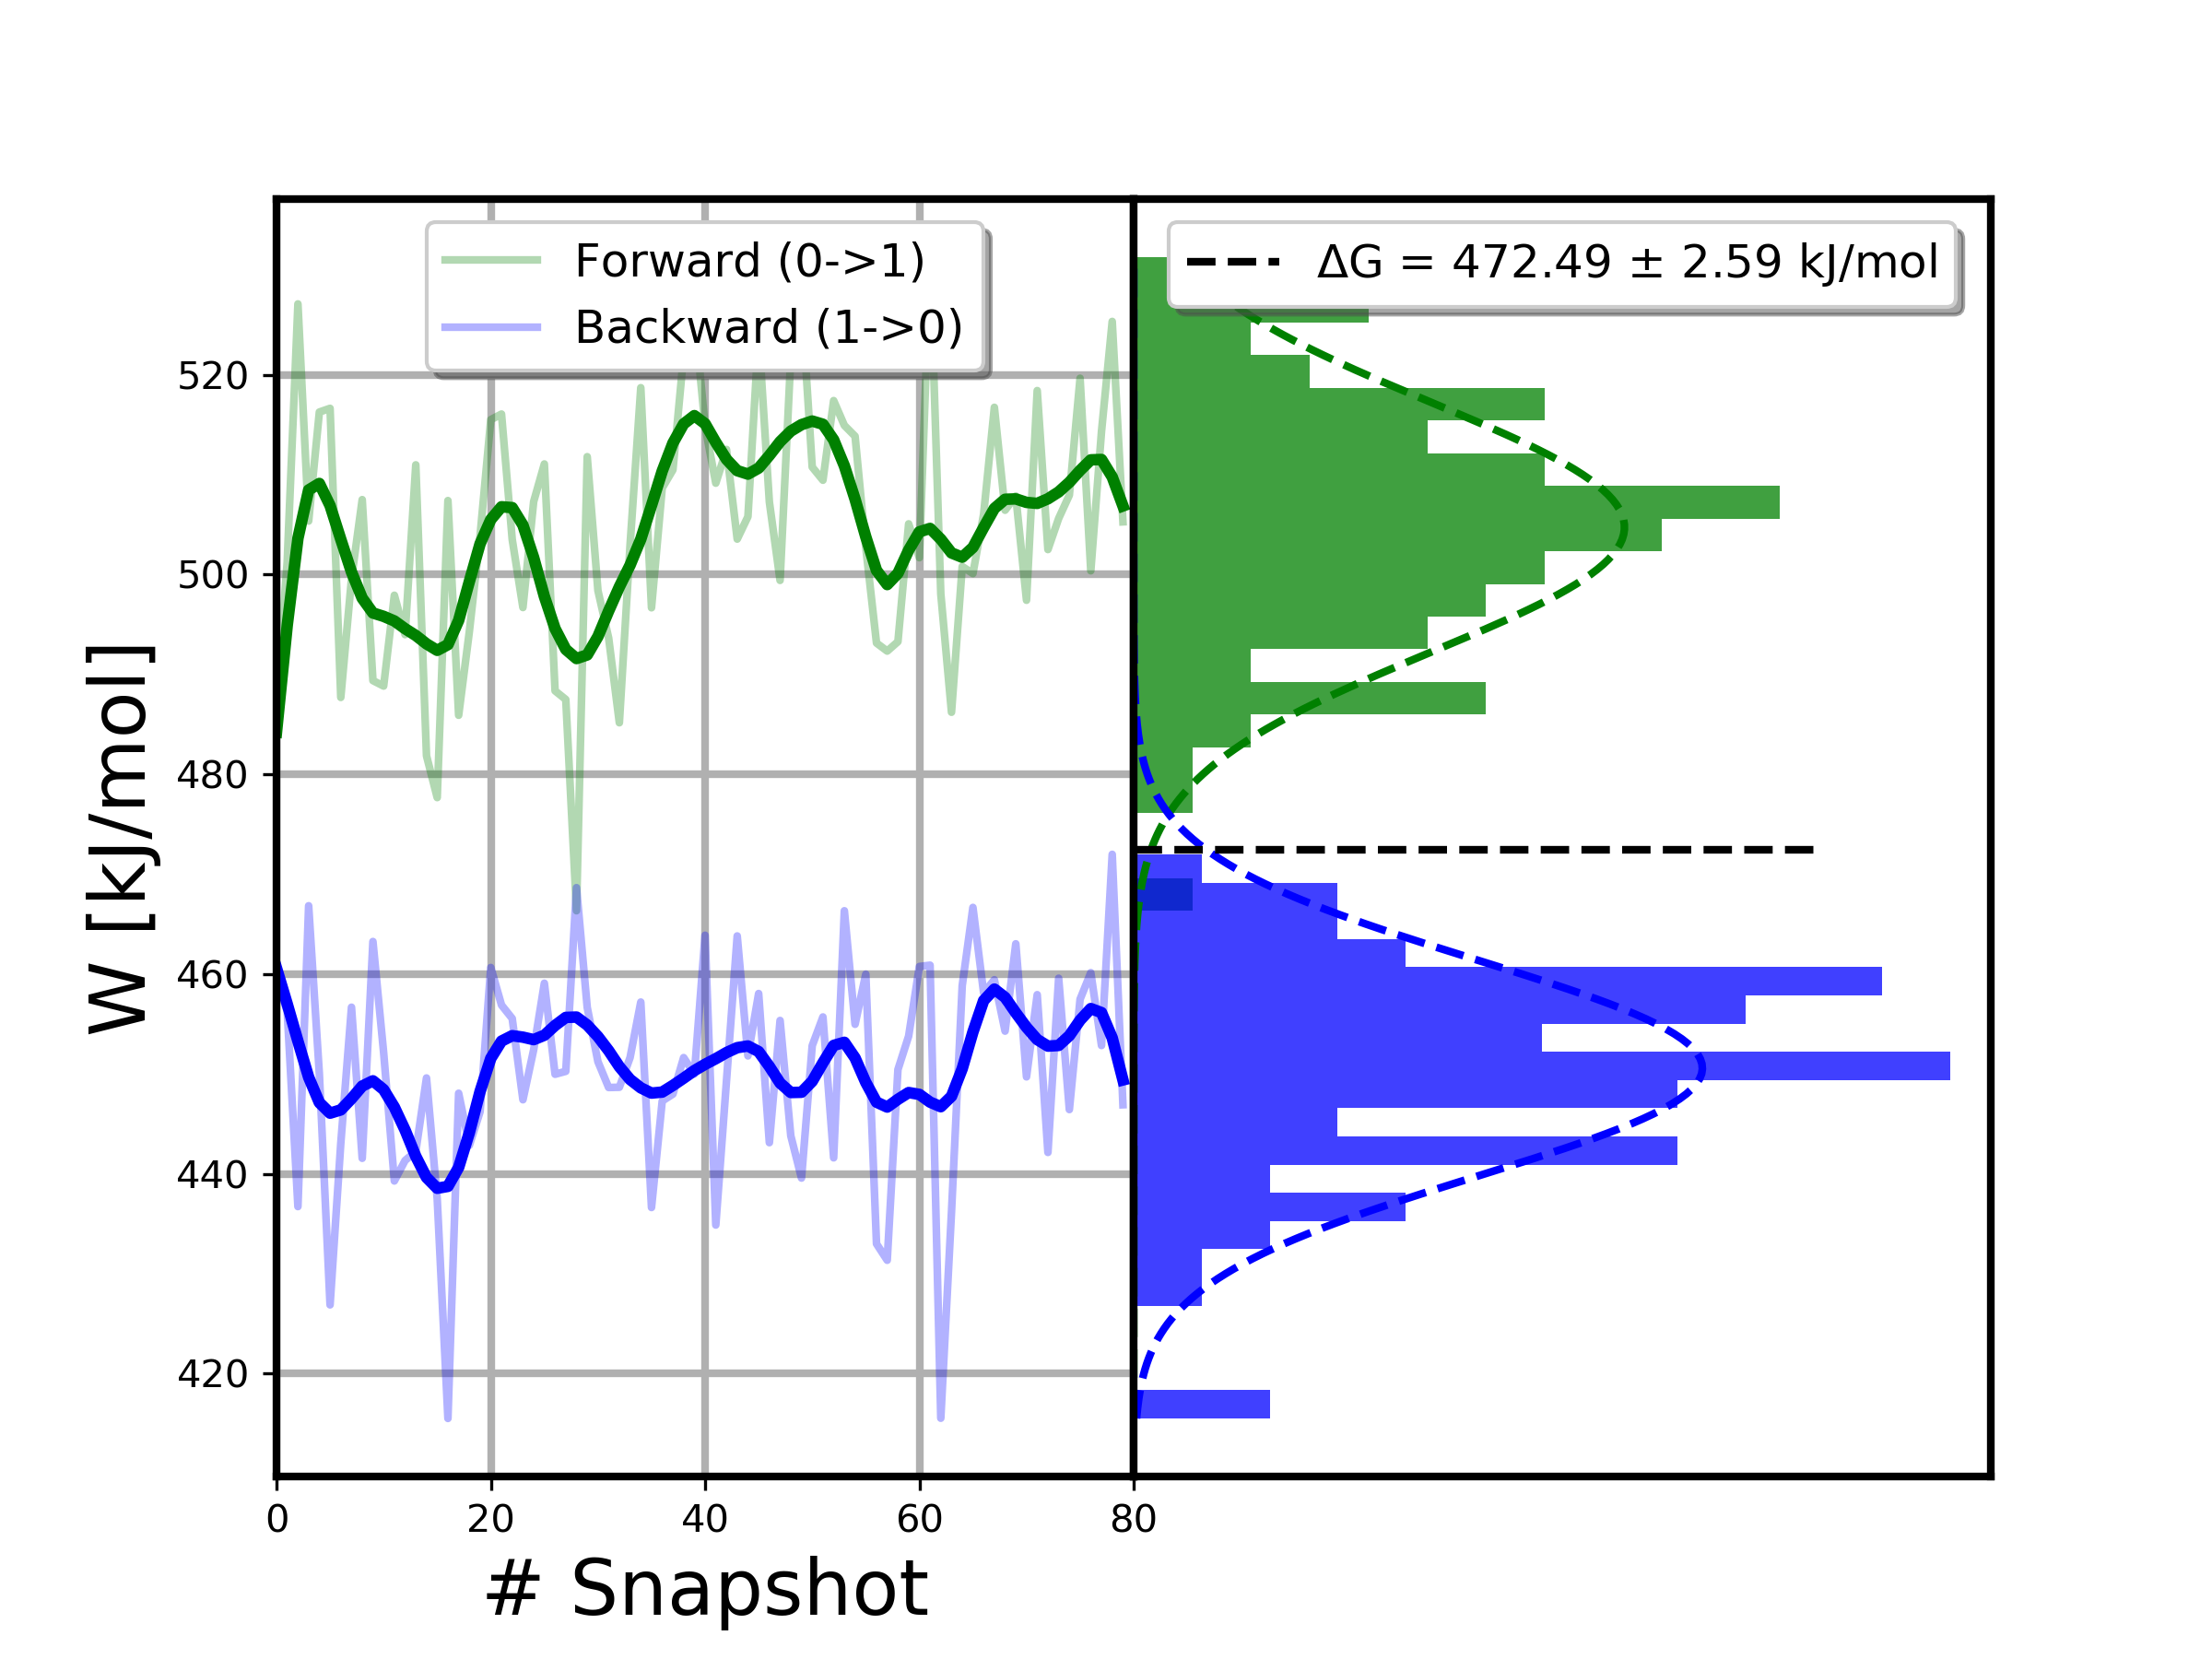 Forward (0->1)
Backward (1->0)
ΔG = 472.49 ± 2.59 kJ/mol
520
500
480
460
440
420
W [kJ/mol]
0
20
40
60
80
# Snapshot